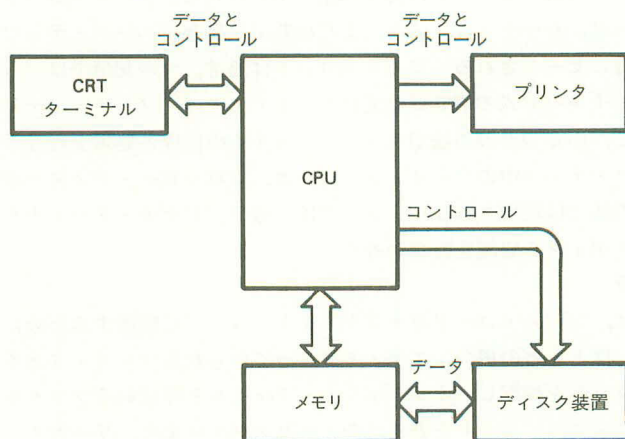 データと
コントロール
データと
コントロール
CRT
ターミナル
CPU
プリンタ
コントロール
データ
メモリ
ディスク装置